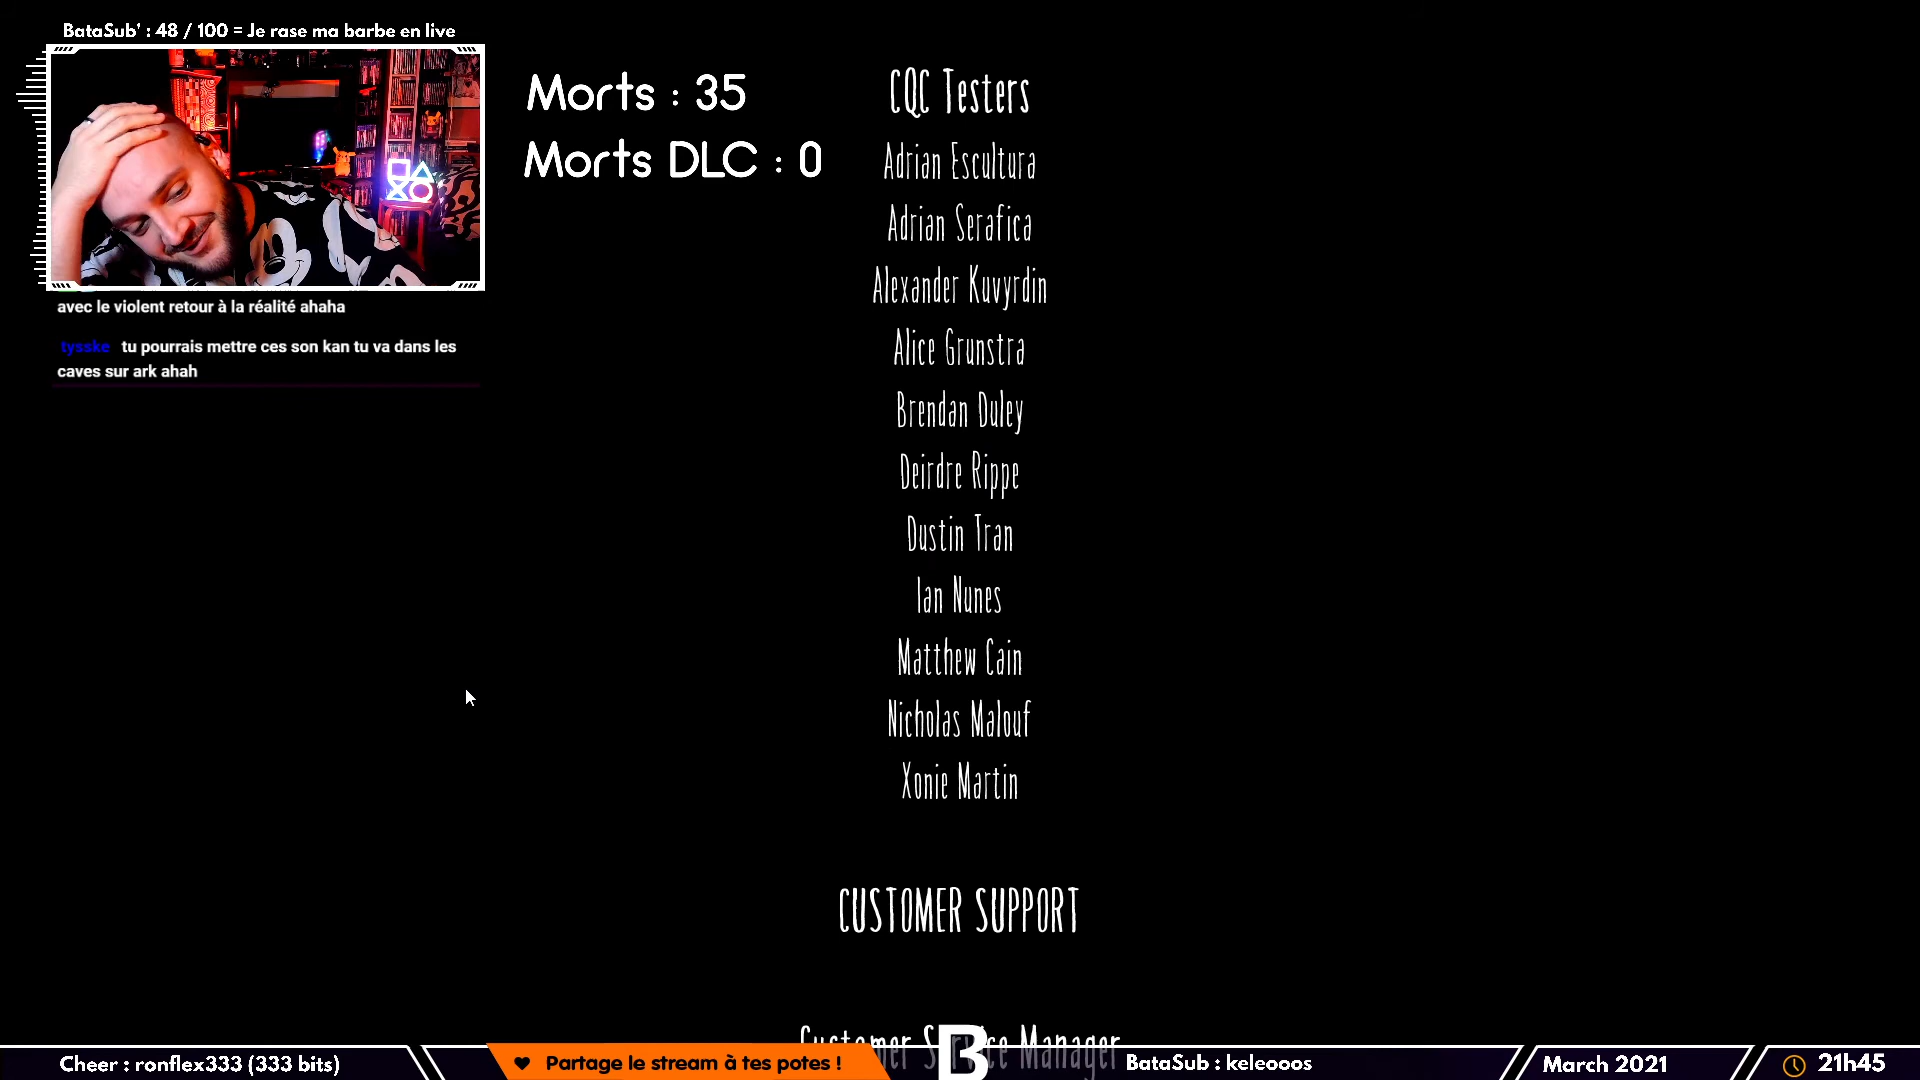 BataSub' : 48 / 100 = Je rase ma barbe en live
avec le violent retour à la réalité ahaha
tysske tu pourrais mettre ces son kan tu va dans les
caves sur ark ahah
Morts : 35
Morts DLC : 0
CQC Testers
Adrian Escultura
Adrian Serafica
Alexander Kuvyrdin
Alice Grunstra
Brendan Duley
Deirdre Rippe
Dustin Tran
Ian Nunes
Matthew Cain
Nicholas Malouf
Xonie Martin
CUSTOMER SUPPORT
Customer Service Manager
Cheer : ronflex333 (333 bits)
Partage le stream à tes potes !
B
BataSub : keleooos
March 2021
21h45